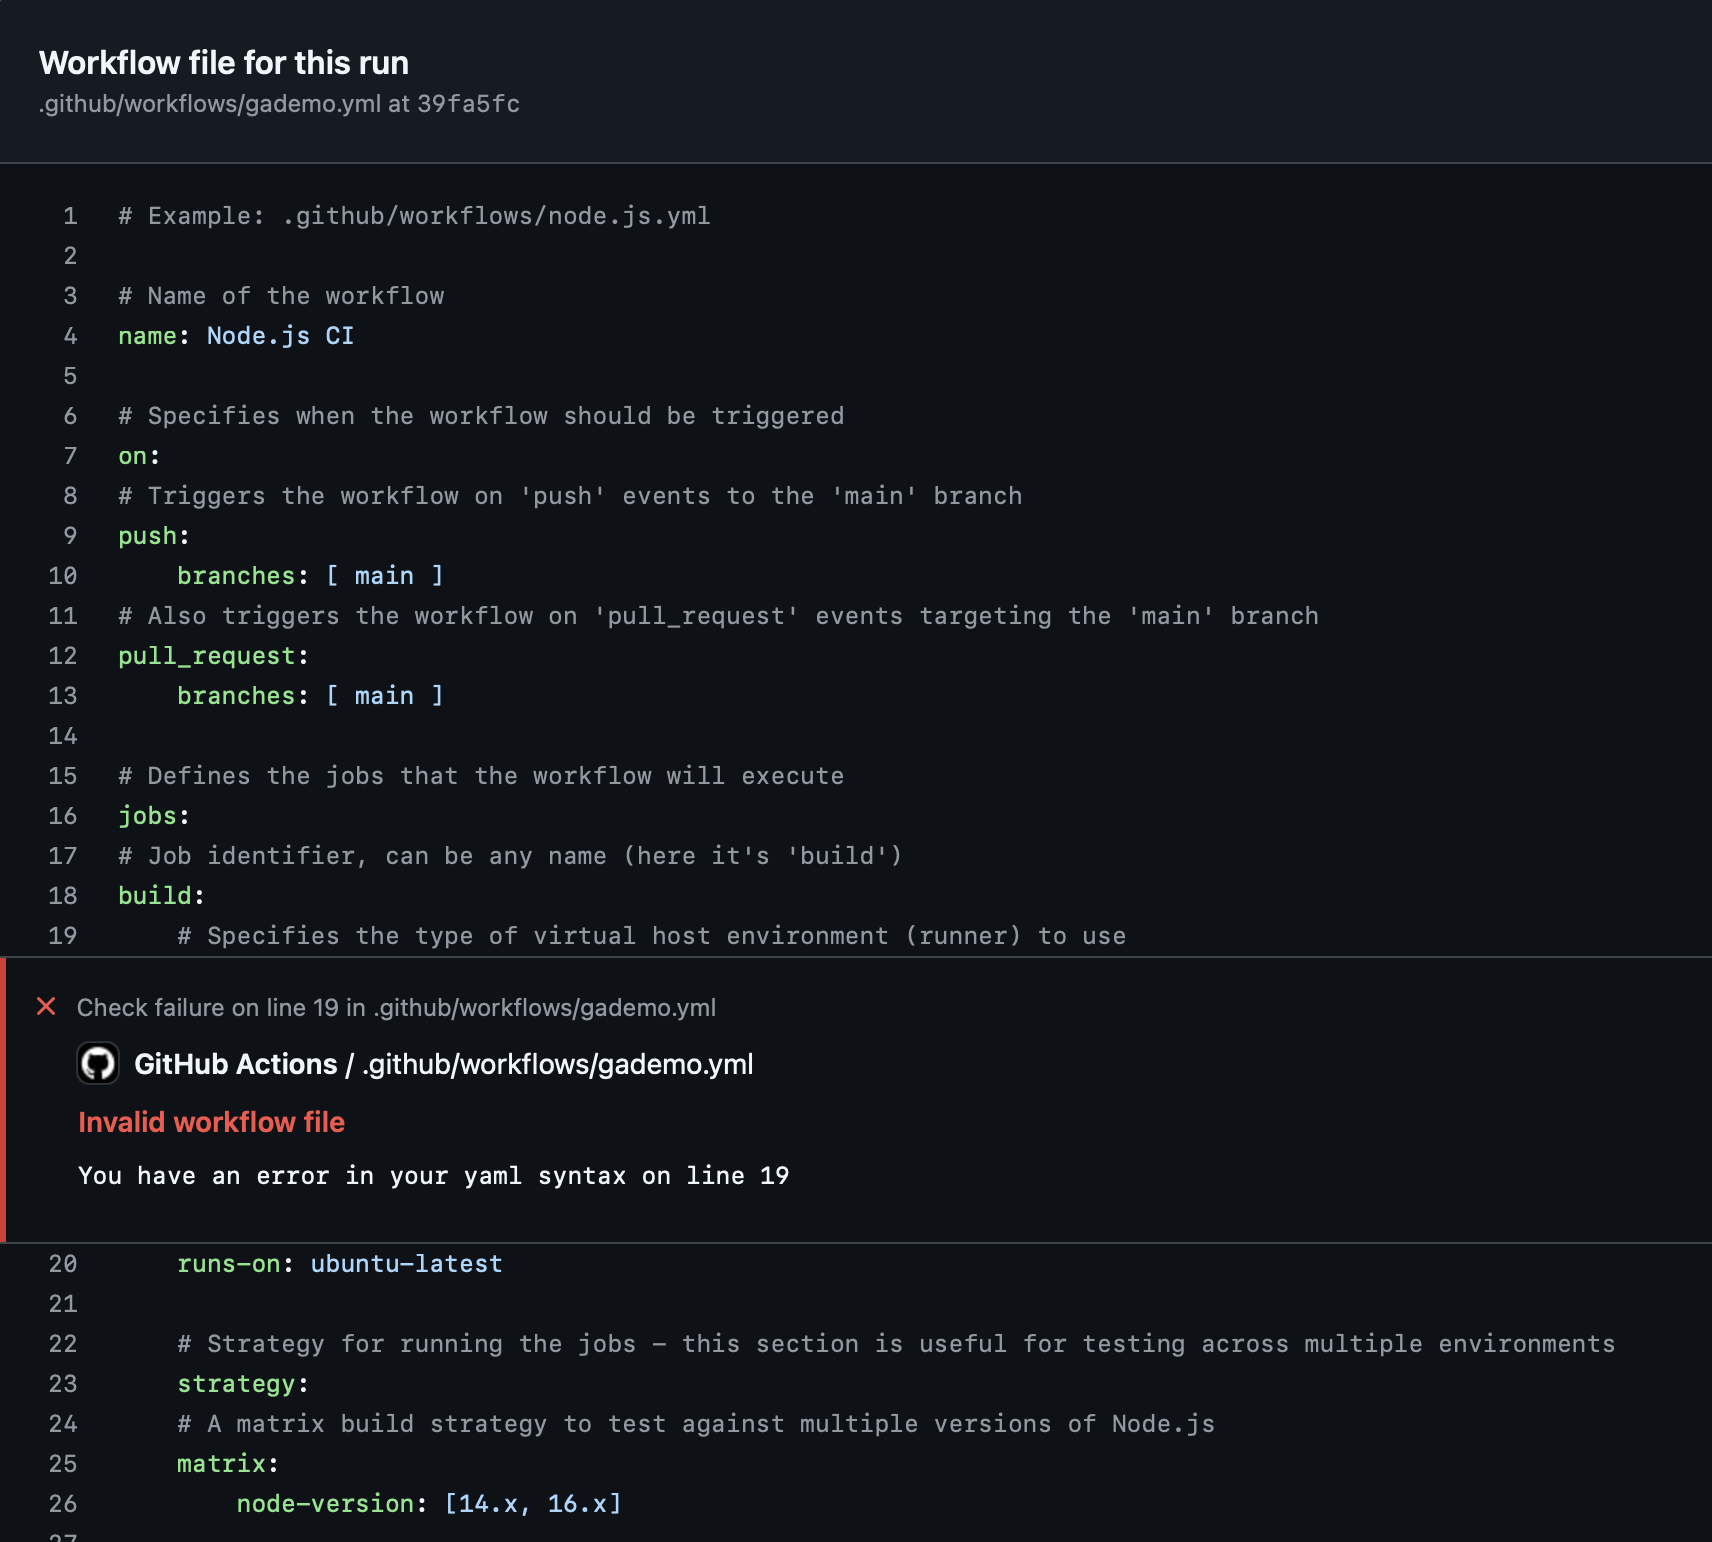 Workflow file for this run
.github/workflows/gademo.yml at 39fa5fc
1 # Example: .github/workflows/node.js.yml
2
3 # Name of the workflow
4 name: Node.js CI
5
6 # Specifies when the workflow should be triggered
7 on:
8 # Triggers the workflow on 'push' events to the 'main' branch
9 push:
10     branches: [ main ]
11 # Also triggers the workflow on 'pull_request' events targeting the 'main' branch
12 pull_request:
13     branches: [ main ]
14
15 # Defines the jobs that the workflow will execute
16 jobs:
17 # Job identifier, can be any name (here it's 'build')
18 build:
19     # Specifies the type of virtual host environment (runner) to use
Check failure on line 19 in .github/workflows/gademo.yml
GitHub Actions / .github/workflows/gademo.yml
Invalid workflow file
You have an error in your yaml syntax on line 19
20     runs-on: ubuntu-latest
21
22     # Strategy for running the jobs - this section is useful for testing across multiple environments
23     strategy:
24     # A matrix build strategy to test against multiple versions of Node.js
25     matrix:
26         node-version: [14.x, 16.x]
27